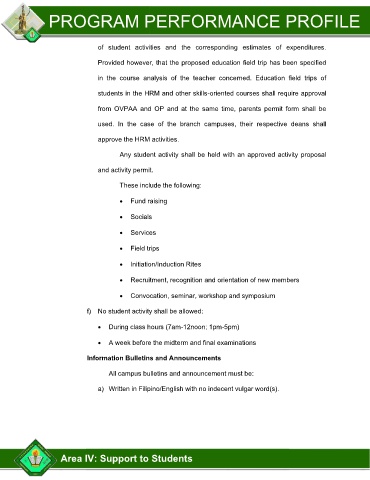 PROGRAM PERFORMANCE PROFILE
of student activities and the corresponding estimates of expenditures.
Provided however, that the proposed education field trip has been specified
in the course analysis of the teacher concerned. Education field trips of
students in the HRM and other skills-oriented courses shall require approval
from OVPAA and OP and at the same time, parents permit form shall be
used. In the case of the branch campuses, their respective deans shall
approve the HRM activities.
Any student activity shall be held with an approved activity proposal
and activity permit.
These include the following:
• Fund raising
• Socials
• Services
• Field trips
• Initiation/Induction Rites
• Recruitment, recognition and orientation of new members
• Convocation, seminar, workshop and symposium
f) No student activity shall be allowed:
• During class hours (7am-12noon; 1pm-5pm)
• A week before the midterm and final examinations
Information Bulletins and Announcements
All campus bulletins and announcement must be:
a) Written in Filipino/English with no indecent vulgar word(s).
Area IV: Support to Students